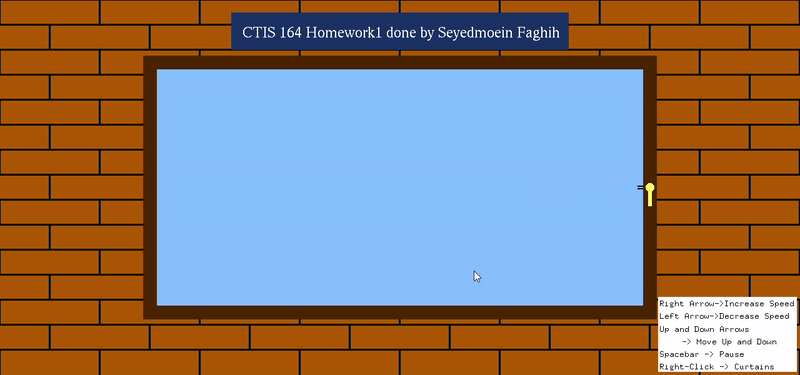 CTIS 164 Homework1 done by Seyedmoein Faghih
Right Arrow->Increase Speed
Left Arrow->Decrease Speed
Up and Down Arrows
-> Move Up and Down
Spacebar -> Pause
Right-Click -> Curtains